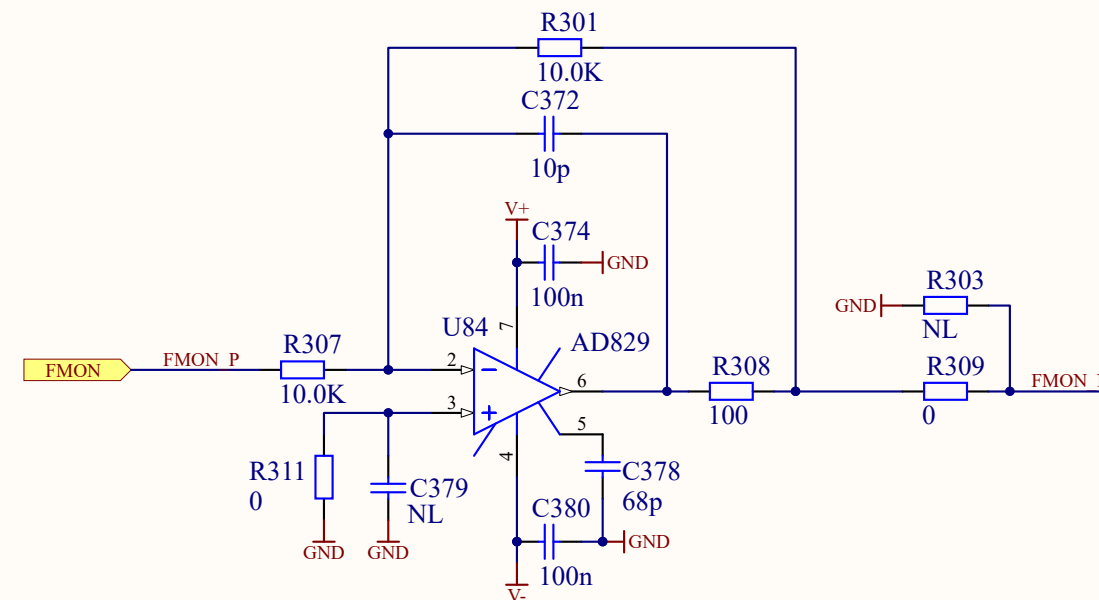 R301
10.0K
C372
10p
V+
C374
GND
100n
7
U84
AD829
R303
GND
NL
FMON
FMON_P
R307
10.0K
2
6
R308
100
R309
0
FMON_
3
5
4
R311
0
C379
NL
C378
68p
C380
100n
GND
GND
GND
V-